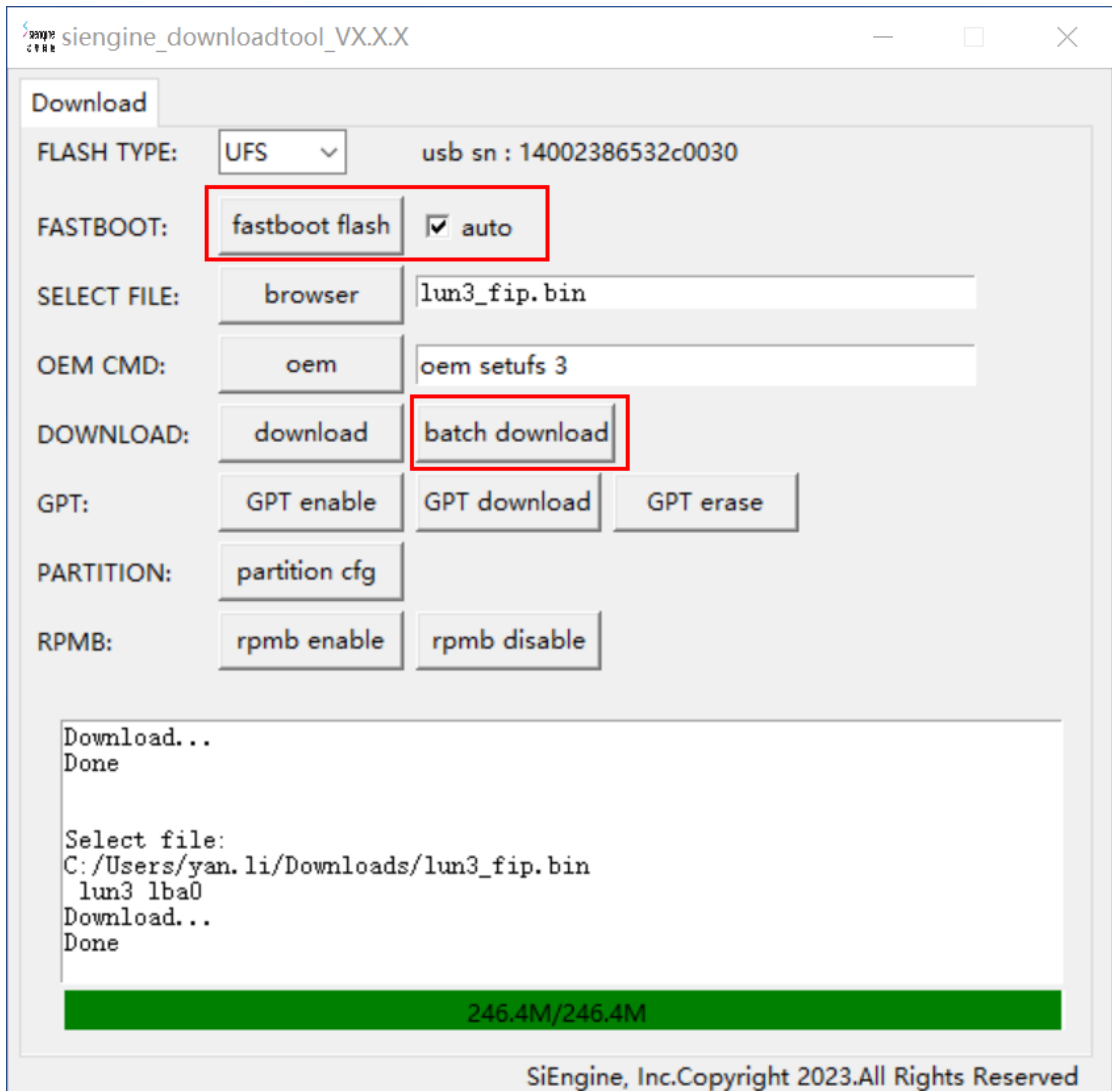 Siengine siengine_downloadtool_VX.X.X
Download
FLASH TYPE: UFS usb sn : 14002386532c0030
FASTBOOT: fastboot flash auto
SELECT FILE: browser lun3_fip.bin
OEM CMD: oem oem setufs 3
DOWNLOAD: download batch download
GPT: GPT enable GPT download GPT erase
PARTITION: partition cfg
RPMB: rpmb enable rpmb disable
Download...
Done
Select file:
C:/Users/yan.li/Downloads/lun3_fip.bin
lun3 lba0
Download...
Done
246.4M/246.4M
SiEngine, Inc.Copyright 2023.All Rights Reserved